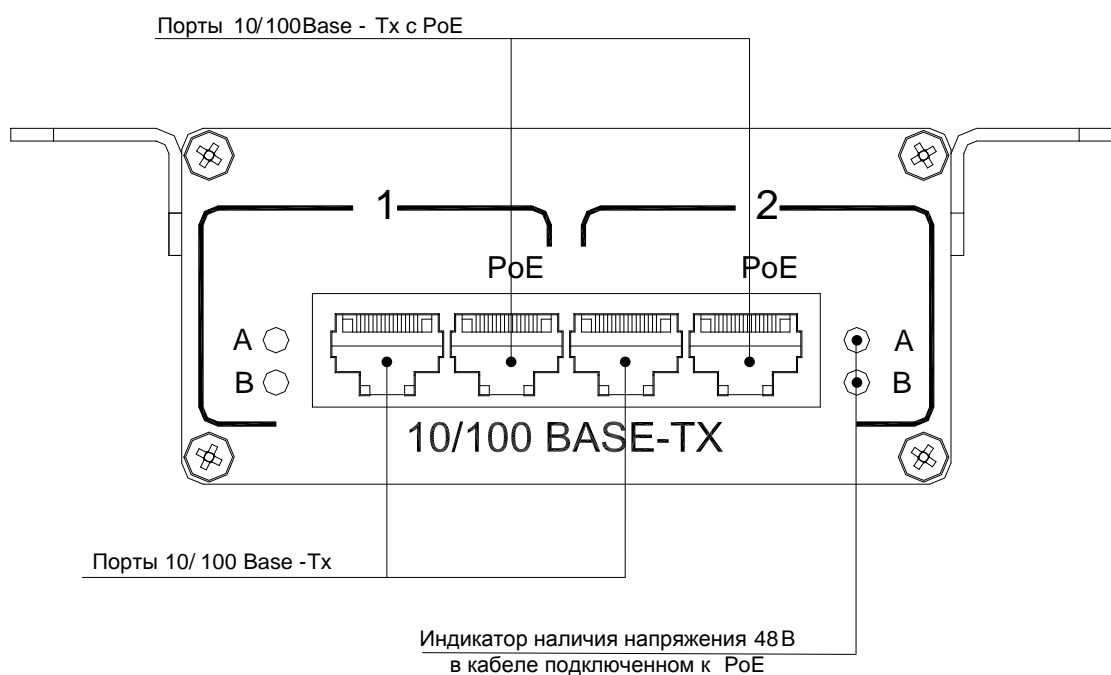 Порты 10/100Base - Tx с PoE
1
2
PoE
PoE
A
A
B
B
10/100 BASE-TX
Порты 10/ 100 Base -Tx
Индикатор наличия напряжения 48В
в кабеле подключенном к PoE